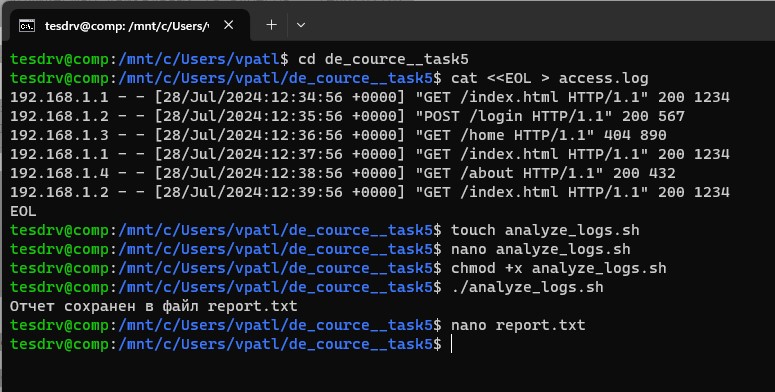 tesdrv@comp: /mnt/c/Users/vp
tesdrv@comp:/mnt/c/Users/vpatl$ cd de_cource__task5
tesdrv@comp:/mnt/c/Users/vpatl/de_cource__task5$ cat <<EOL > access.log
192.168.1.1 - - [28/Jul/2024:12:34:56 +0000] "GET /index.html HTTP/1.1" 200 1234
192.168.1.2 - - [28/Jul/2024:12:35:56 +0000] "POST /login HTTP/1.1" 200 567
192.168.1.3 - - [28/Jul/2024:12:36:56 +0000] "GET /home HTTP/1.1" 404 890
192.168.1.1 - - [28/Jul/2024:12:37:56 +0000] "GET /index.html HTTP/1.1" 200 1234
192.168.1.4 - - [28/Jul/2024:12:38:56 +0000] "GET /about HTTP/1.1" 200 432
192.168.1.2 - - [28/Jul/2024:12:39:56 +0000] "GET /index.html HTTP/1.1" 200 1234
EOL
tesdrv@comp:/mnt/c/Users/vpatl/de_cource__task5$ touch analyze_logs.sh
tesdrv@comp:/mnt/c/Users/vpatl/de_cource__task5$ nano analyze_logs.sh
tesdrv@comp:/mnt/c/Users/vpatl/de_cource__task5$ chmod +x analyze_logs.sh
tesdrv@comp:/mnt/c/Users/vpatl/de_cource__task5$ ./analyze_logs.sh
Отчет сохранен в файл report.txt
tesdrv@comp:/mnt/c/Users/vpatl/de_cource__task5$ nano report.txt
tesdrv@comp:/mnt/c/Users/vpatl/de_cource__task5$